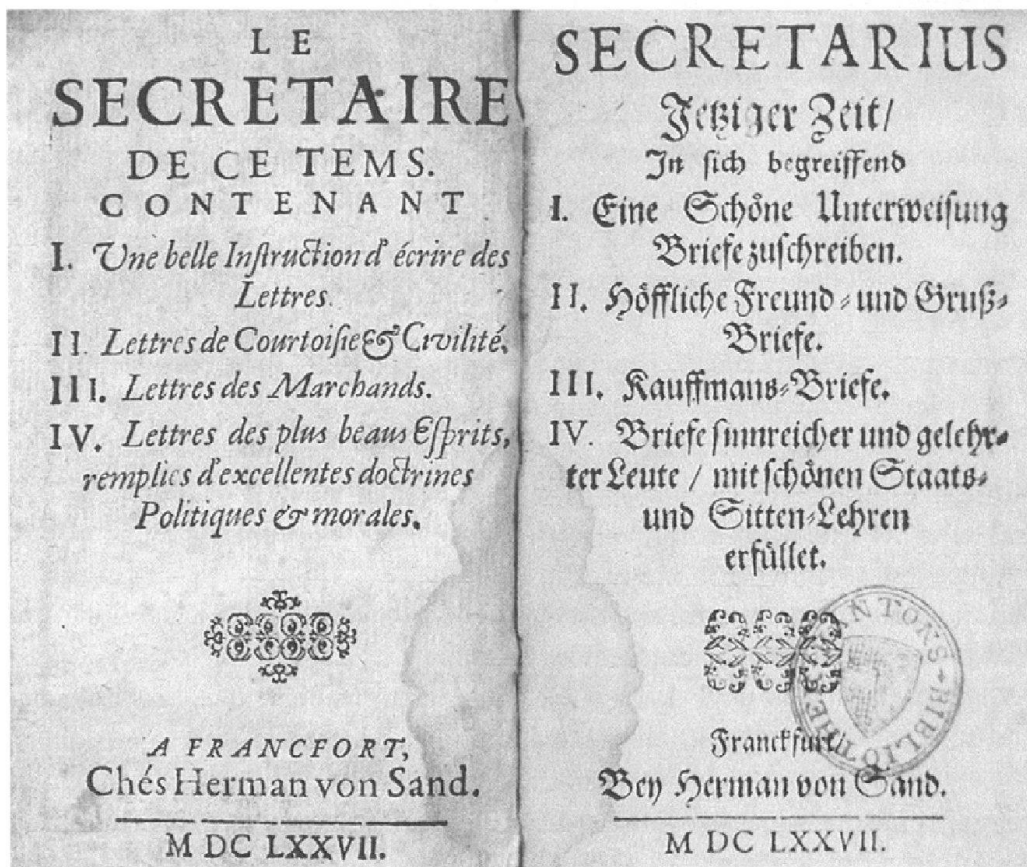 LE
SECRETAIRE
DE CE TEMS.
CONTENANT
I. Une belle Inſtruction d' écrire des
Lettres.
II. Lettres de Courtoiſie & Civilité.
III. Lettres des Marchands.
IV. Lettres des plus beaus Eſprits,
remplies d'excellentes doctrines
Politiques & morales.
A FRANCFORT,
Chés Herman von Sand.
M DC LXXVII.
SECRETARIUS
Jetziger Zeit/
In ſich begreiffend
I. Eine Schöne Unterweiſung
Briefe zuſchreiben.
II. Höffliche Freund- und Gruß-
Briefe.
III. Kauffmans-Briefe.
IV. Briefe ſinnreicher und gelehr-
ter Leute / mit ſchönen Staats-
und Sitten-Lehren
erfüllet.
Franckfurt/
Bey Herman von Sand.
M DC LXXVII.
KANTONS BIBLIOTHEK